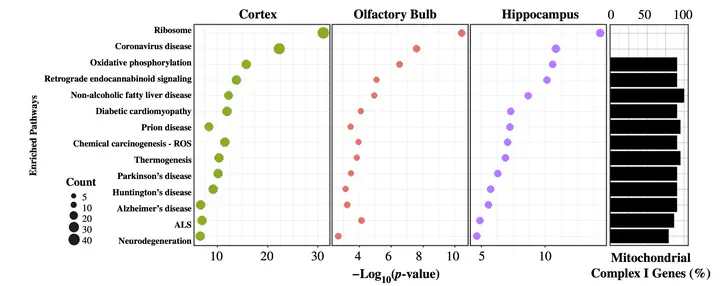 Cortex
Olfactory Bulb
Hippocampus
0 50 100
Enriched Pathways
Ribosome
Coronavirus disease
Oxidative phosphorylation
Retrograde endocannabinoid signaling
Non-alcoholic fatty liver disease
Diabetic cardiomyopathy
Prion disease
Chemical carcinogenesis - ROS
Thermogenesis
Parkinson's disease
Huntington's disease
Alzheimer's disease
ALS
Neurodegeneration
Count
5
10
20
30
40
10 20 30
4 6 8 10
5 10
−Log10(p-value)
Mitochondrial
Complex I Genes (%)